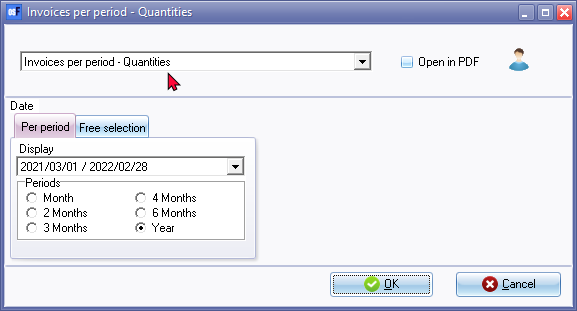 Invoices per period - Quantities
Invoices per period - Quantities
Open in PDF
Date
Per period
Free selection
Display
2021/03/01 / 2022/02/28
Periods
Month
4 Months
2 Months
6 Months
3 Months
Year
OK
Cancel